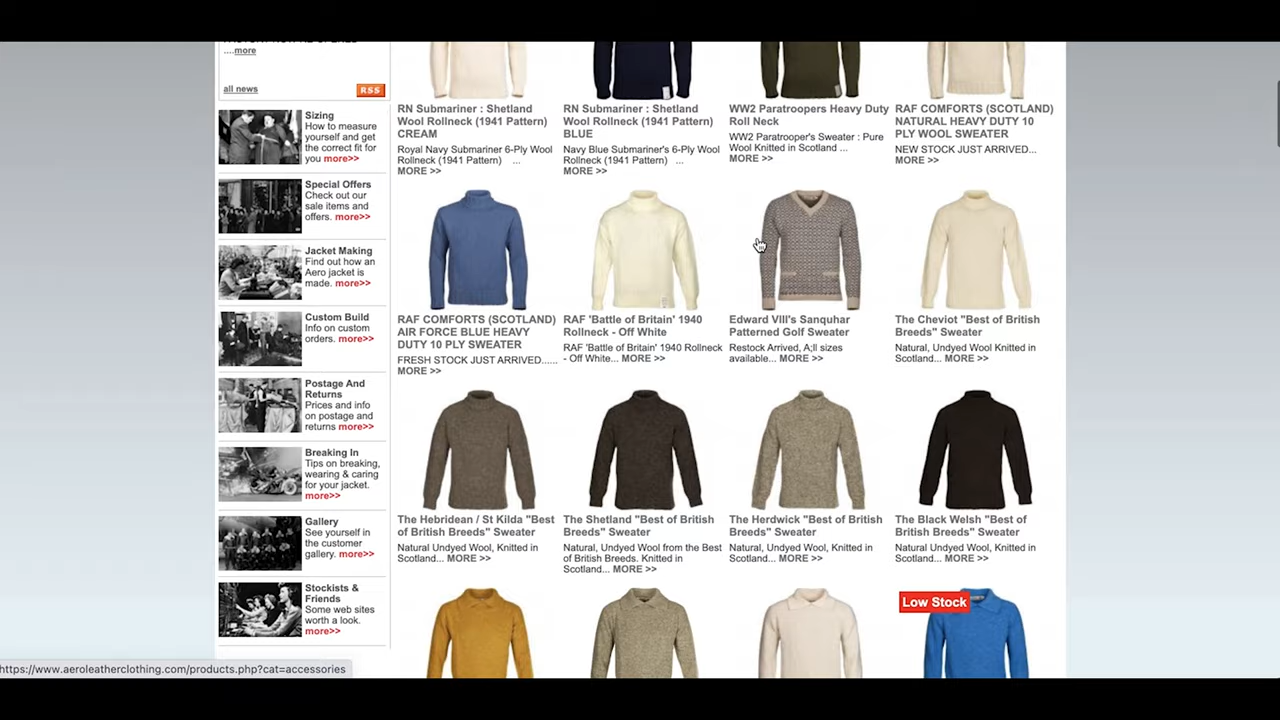 ....more
all news
RSS
Sizing
How to measure
yourself and get
the correct fit for
you more>>
Special Offers
Check out our
sale items and
offers. more>>
Jacket Making
Find out how an
Aero jacket is
made. more>>
Custom Build
Info on custom
orders. more>>
Postage And
Returns
Prices and info
on postage and
returns more>>
Breaking In
Tips on breaking,
wearing & caring
for your jacket.
more>>
Gallery
See yourself in
the customer
gallery. more>>
Stockists &
Friends
Some web sites
worth a look.
more>>
RN Submariner : Shetland
Wool Rollneck (1941 Pattern)
CREAM
Royal Navy Submariner 6-Ply Wool
Rollneck (1941 Pattern) ...
MORE >>
RN Submariner : Shetland
Wool Rollneck (1941 Pattern)
BLUE
Navy Blue Submariner's 6-Ply Wool
Rollneck (1941 Pattern) ...
MORE >>
WW2 Paratroopers Heavy Duty
Roll Neck
WW2 Paratrooper's Sweater : Pure
Wool Knitted in Scotland ...
MORE >>
RAF COMFORTS (SCOTLAND)
NATURAL HEAVY DUTY 10
PLY WOOL SWEATER
NEW STOCK JUST ARRIVED...
MORE >>
RAF COMFORTS (SCOTLAND)
AIR FORCE BLUE HEAVY
DUTY 10 PLY SWEATER
FRESH STOCK JUST ARRIVED......
MORE >>
RAF 'Battle of Britain' 1940
Rollneck - Off White
RAF 'Battle of Britain' 1940 Rollneck
- Off White... MORE >>
Edward VIII's Sanquhar
Patterned Golf Sweater
Restock Arrived, A;ll sizes
available... MORE >>
The Cheviot "Best of British
Breeds" Sweater
Natural, Undyed Wool Knitted in
Scotland... MORE >>
The Hebridean / St Kilda "Best
of British Breeds" Sweater
Natural Undyed Wool, Knitted in
Scotland... MORE >>
The Shetland "Best of British
Breeds" Sweater
Natural, Undyed Wool from the Best
of British Breeds. Knitted in
Scotland... MORE >>
The Herdwick "Best of British
Breeds" Sweater
Natural Undyed Wool, Knitted in
Scotland... MORE >>
The Black Welsh "Best of
British Breeds" Sweater
Natural Undyed Wool, Knitted in
Scotland... MORE >>
Low Stock
https://www.aeroleatherclothing.com/products.php?cat=accessories